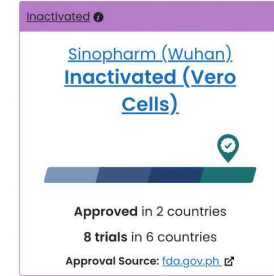 Inactivated
Sinopharm (Wuhan)
Inactivated (Vero
Cells)
Approved in 2 countries
8 trials in 6 countries
Approval Source: fda.gov.ph